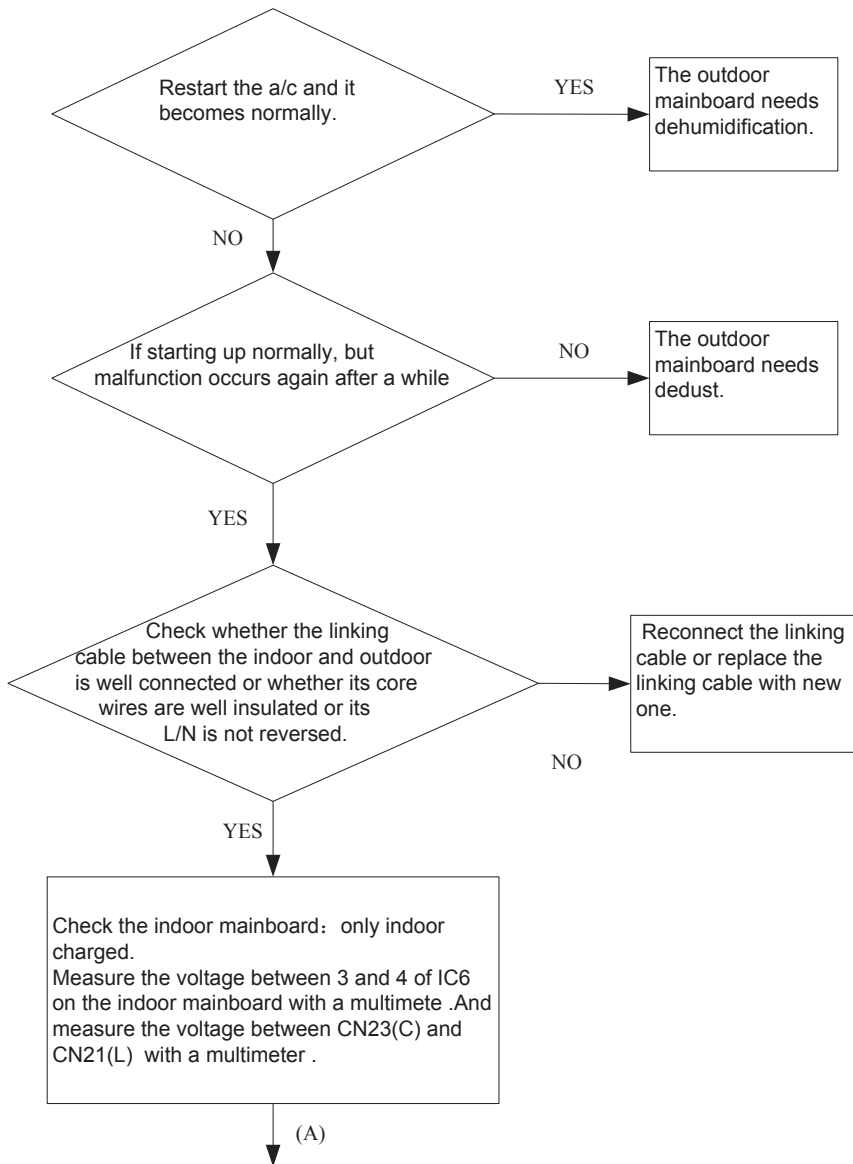 Restart the a/c and it
becomes normally.
YES
The outdoor
mainboard needs
dehumidification.
NO
If starting up normally, but
malfunction occurs again after a while
NO
The outdoor
mainboard needs
dedust.
YES
Check whether the linking
cable between the indoor and outdoor
is well connected or whether its core
wires are well insulated or its
L/N is not reversed.
NO
Reconnect the linking
cable or replace the
linking cable with new
one.
YES
Check the indoor mainboard：only indoor
charged.
Measure the voltage between 3 and 4 of IC6
on the indoor mainboard with a multimete .And
measure the voltage between CN23(C) and
CN21(L) with a multimeter .
(A)